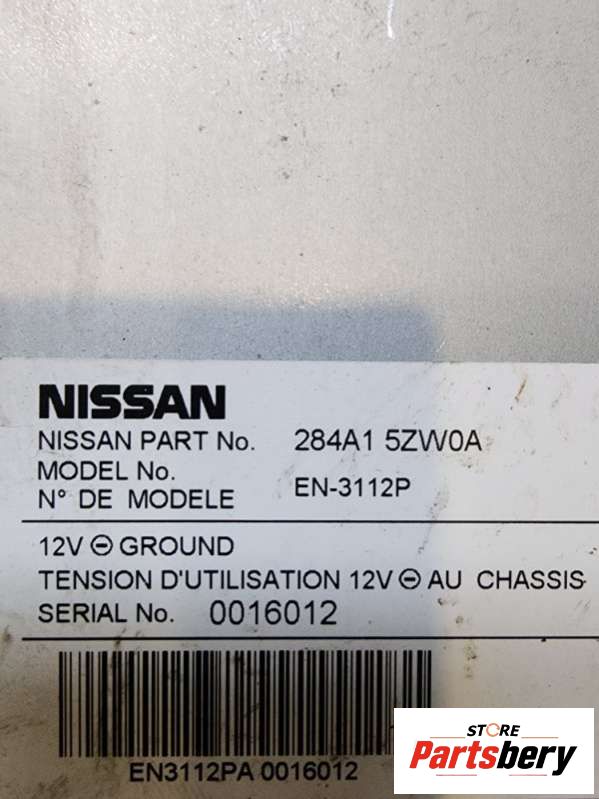 NISSAN
NISSAN PART No. 284A1 5ZW0A
MODEL No.
N° DE MODELE EN-3112P
12V ⊖ GROUND
TENSION D'UTILISATION 12V ⊖ AU CHASSIS
SERIAL No. 0016012
EN3112PA 0016012
STORE
Partsbery